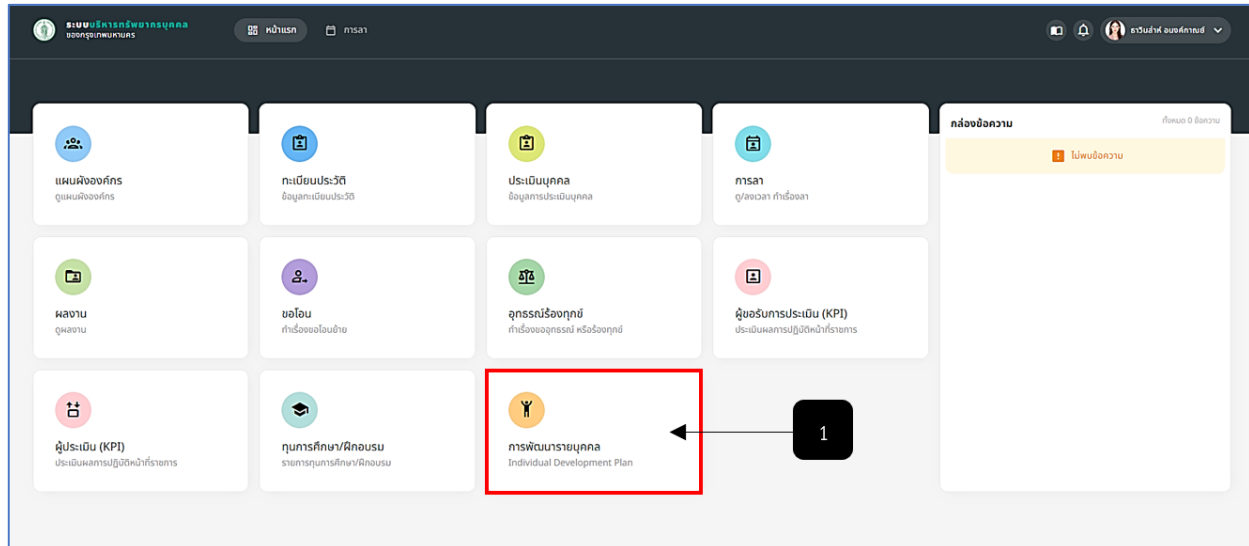 ระบบบริหารทรัพยากรบุคคล
ของกรุงเทพมหานคร
หน้าแรก
การลา
ธาวินส่าห์ อนงค์กาณต์
แผนผังองค์กร
ดูแผนผังองค์กร
ทะเบียนประวัติ
ข้อมูลทะเบียนประวัติ
ประเมินบุคคล
ข้อมูลการประเมินบุคคล
การลา
ดู/ลงเวลา ทำเรื่องลา
กล่องข้อความ
ทั้งหมด 0 ข้อความ
ไม่พบข้อความ
ผลงาน
ดูผลงาน
ขอโอน
ทำเรื่องขอโอนย้าย
อุทธรณ์ร้องทุกข์
ทำเรื่องขออุทธรณ์ หรือร้องทุกข์
ผู้ขอรับการประเมิน (KPI)
ประเมินผลการปฏิบัติหน้าที่ราชการ
ผู้ประเมิน (KPI)
ประเมินผลการปฏิบัติหน้าที่ราชการ
ทุนการศึกษา/ฝึกอบรม
รายการทุนการศึกษา/ฝึกอบรม
การพัฒนารายบุคคล
Individual Development Plan
1